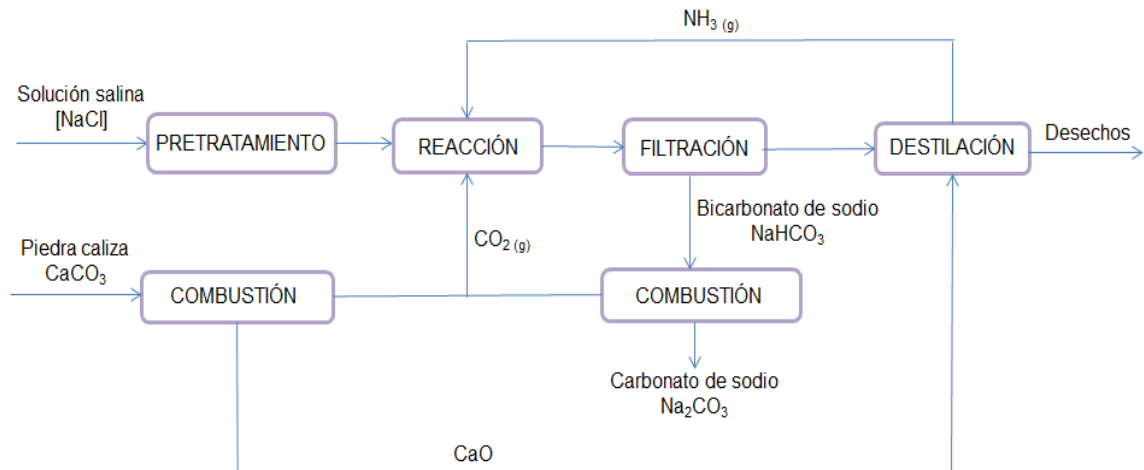 NH₃ (g)
Solución salina
[NaCl]
PRETRATAMIENTO
REACCIÓN
FILTRACIÓN
DESTILACIÓN
Desechos
Bicarbonato de sodio
NaHCO₃
CO₂ (g)
Piedra caliza
CaCO₃
COMBUSTIÓN
COMBUSTIÓN
Carbonato de sodio
Na₂CO₃
CaO